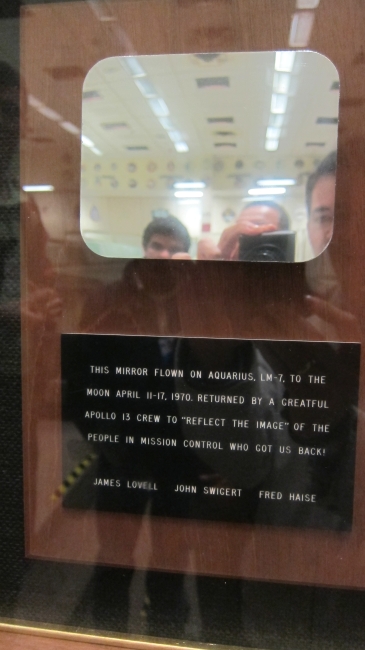 THIS MIRROR FLOWN ON AQUARIUS, LM-7, TO THE
MOON APRIL 11-17, 1970. RETURNED BY A GREATFUL
APOLLO 13 CREW TO "REFLECT THE IMAGE" OF THE
PEOPLE IN MISSION CONTROL WHO GOT US BACK!
JAMES LOVELL JOHN SWIGERT FRED HAISE